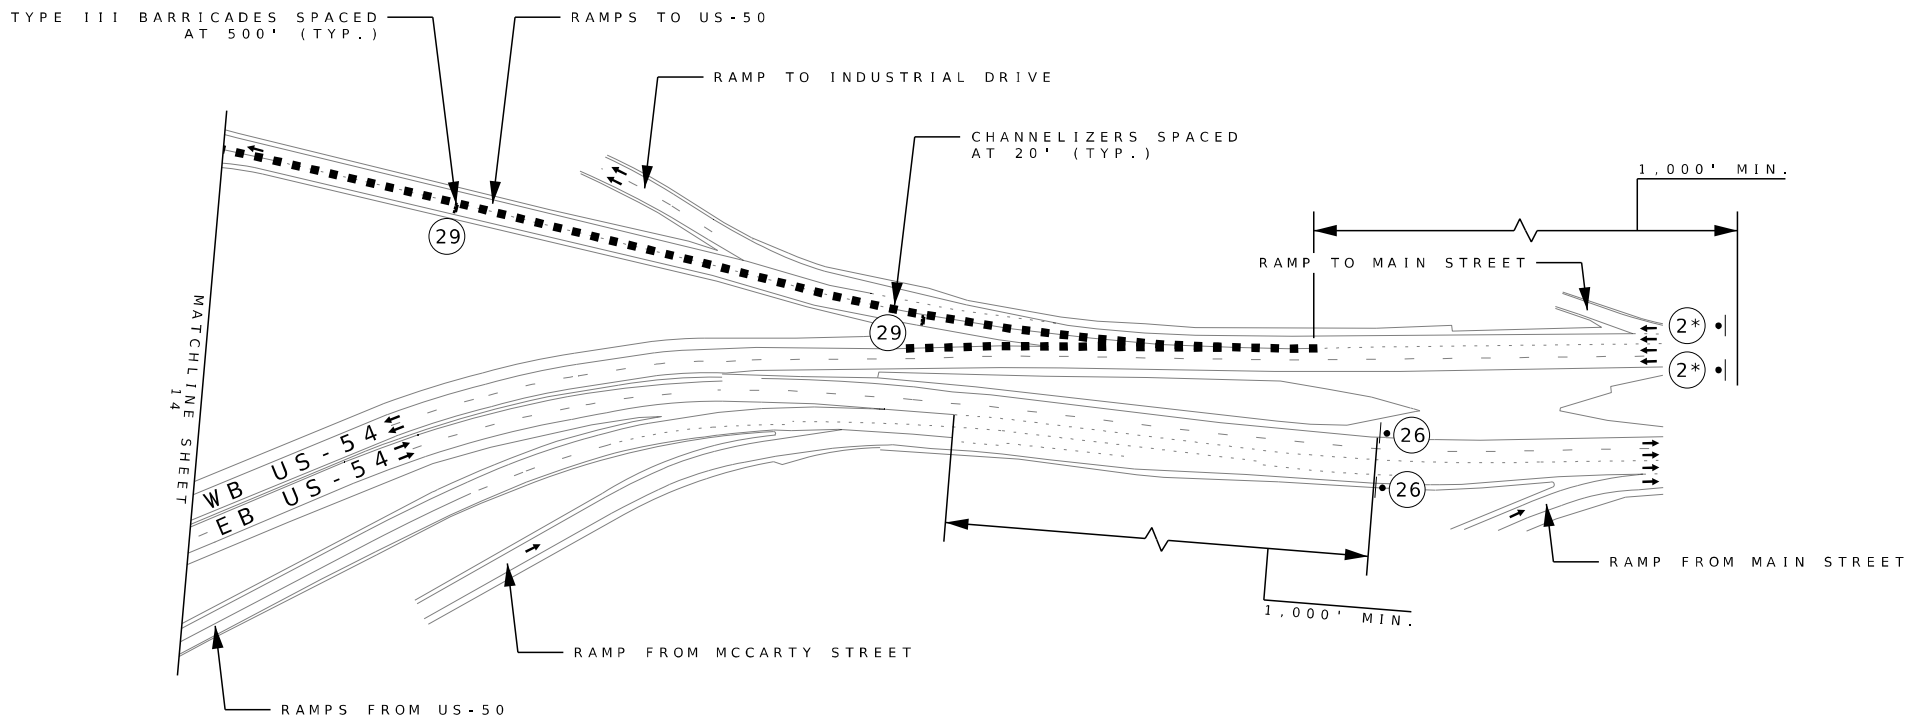 TYPE III BARRICADES SPACED
AT 500' (TYP.)
RAMPS TO US-50
RAMP TO INDUSTRIAL DRIVE
CHANNELIZERS SPACED
AT 20' (TYP.)
1,000' MIN.
RAMP TO MAIN STREET
29
29
2*
2*
MATCHLINE SHEET
14
WB US-54
EB US-54
26
26
RAMP FROM MAIN STREET
1,000' MIN.
RAMP FROM MCCARTY STREET
RAMPS FROM US-50